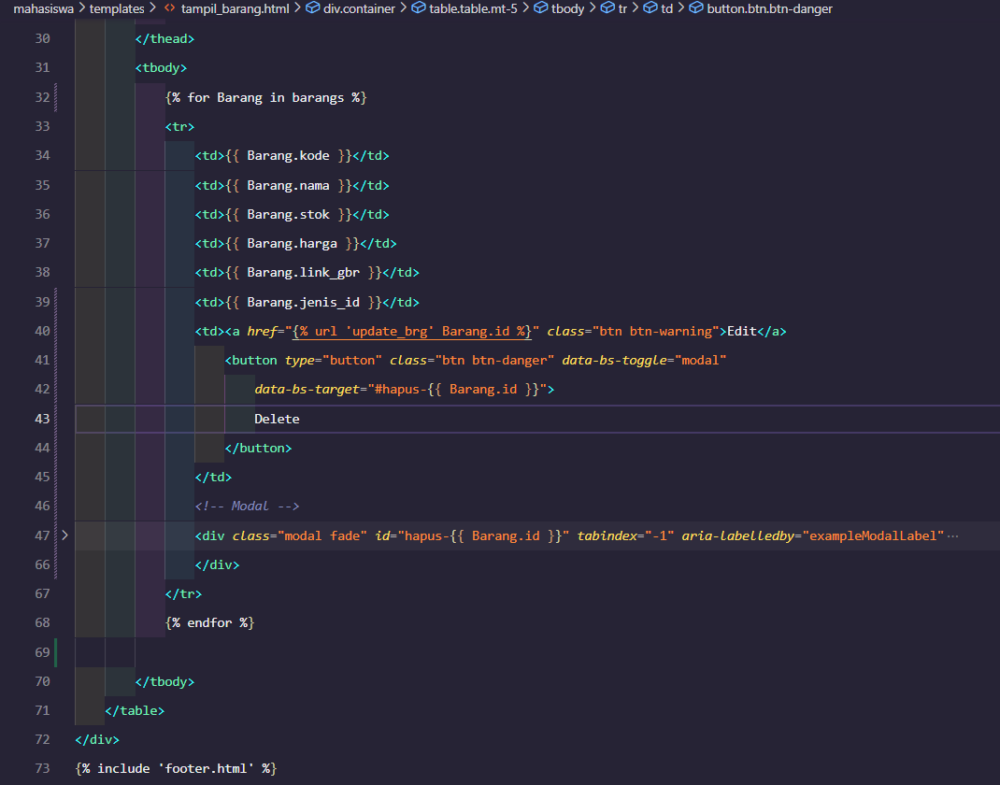 mahasiswa > templates > <> tampil_barang.html > div.container > table.table.mt-5 > tbody > tr > td > button.btn.btn-danger
30 </thead>
31 <tbody>
32 {% for Barang in barangs %}
33 <tr>
34 <td>{{ Barang.kode }}</td>
35 <td>{{ Barang.nama }}</td>
36 <td>{{ Barang.stok }}</td>
37 <td>{{ Barang.harga }}</td>
38 <td>{{ Barang.link_gbr }}</td>
39 <td>{{ Barang.jenis_id }}</td>
40 <td><a href="{% url 'update_brg' Barang.id %}" class="btn btn-warning">Edit</a>
41 <button type="button" class="btn btn-danger" data-bs-toggle="modal"
42 data-bs-target="#hapus-{{ Barang.id }}">
43 Delete
44 </button>
45 </td>
46 <!-- Modal -->
47 > <div class="modal fade" id="hapus-{{ Barang.id }}" tabindex="-1" aria-labelledby="exampleModalLabel" ···
66 </div>
67 </tr>
68 {% endfor %}
69
70 </tbody>
71 </table>
72 </div>
73 {% include 'footer.html' %}